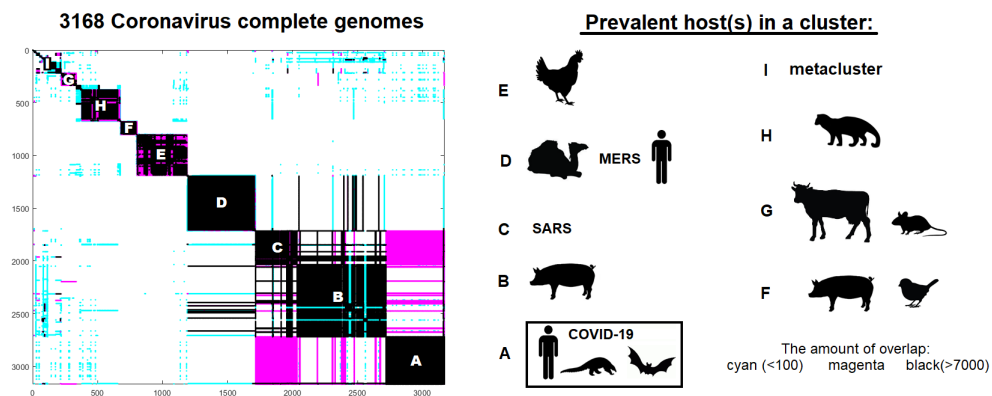 3168 Coronavirus complete genomes
0
500
1000
1500
2000
2500
3000
0 500 1000 1500 2000 2500 3000
I
G
H
F
E
D
C
B
A
Prevalent host(s) in a cluster:
E
D MERS
C SARS
B
A COVID-19
I metacluster
H
G
F
The amount of overlap:
cyan (<100) magenta black(>7000)